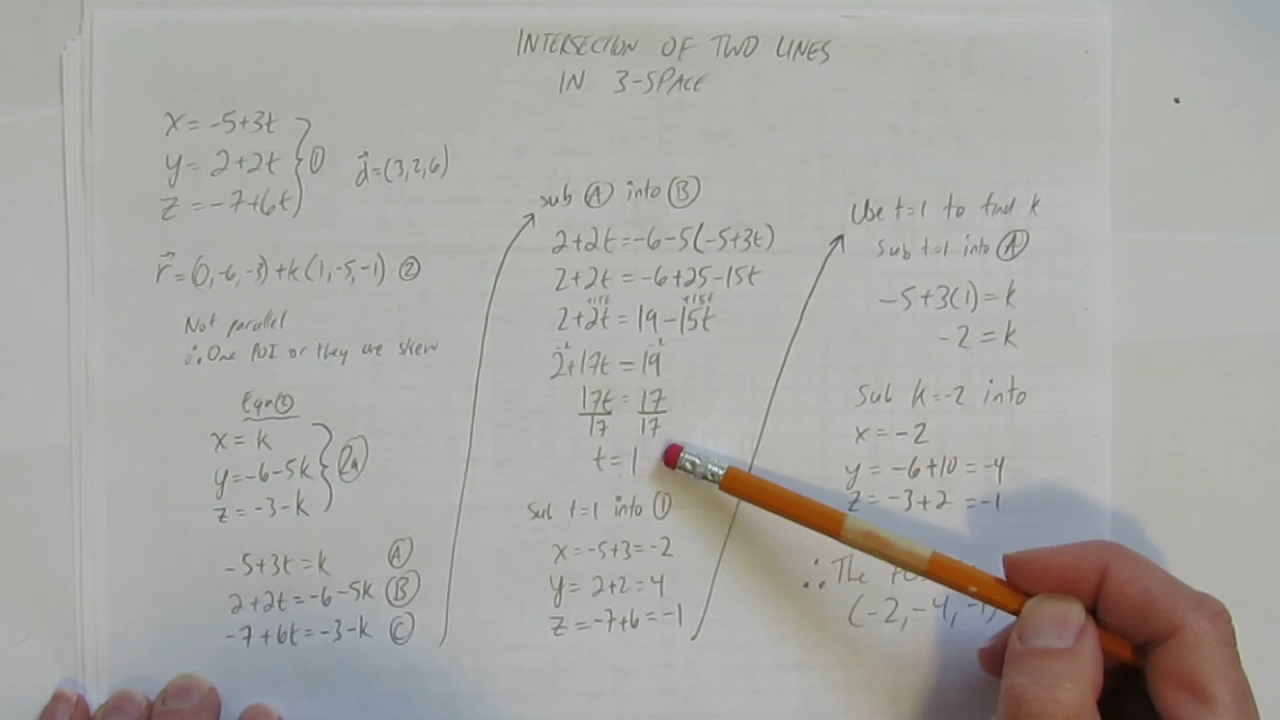 INTERSECTION OF TWO LINES
IN 3-SPACE
x = -5+3t
y = 2+2t
z = -7+6t
①
d⃗=(3,2,6)
r⃗=(0,-6,-3)+k(1,-5,-1) ②
Not parallel
∴ One POI or they are skew
Eqn②
x = k
y=-6-5k
z = -3-k
2a
-5+3t=k Ⓐ
2+2t=-6-5k Ⓑ
-7+6t=-3-k Ⓒ
sub Ⓐ into Ⓑ
2+2t=-6-5(-5+3t)
2+2t=-6+25-15t
+15t +15t
2+2t=19-15t
-2 -2
2+17t=19
17t = 17
17 17
t=1
Sub t=1 into ①
x=-5+3=-2
y=2+2=4
z=-7+6=-1
Use t=1 to find k
Sub t=1 into Ⓐ
-5+3(1)=k
-2=k
Sub k=-2 into
x=-2
y=-6+10=-4
z=-3+2=-1
∴ The
(-2,-4,-1)